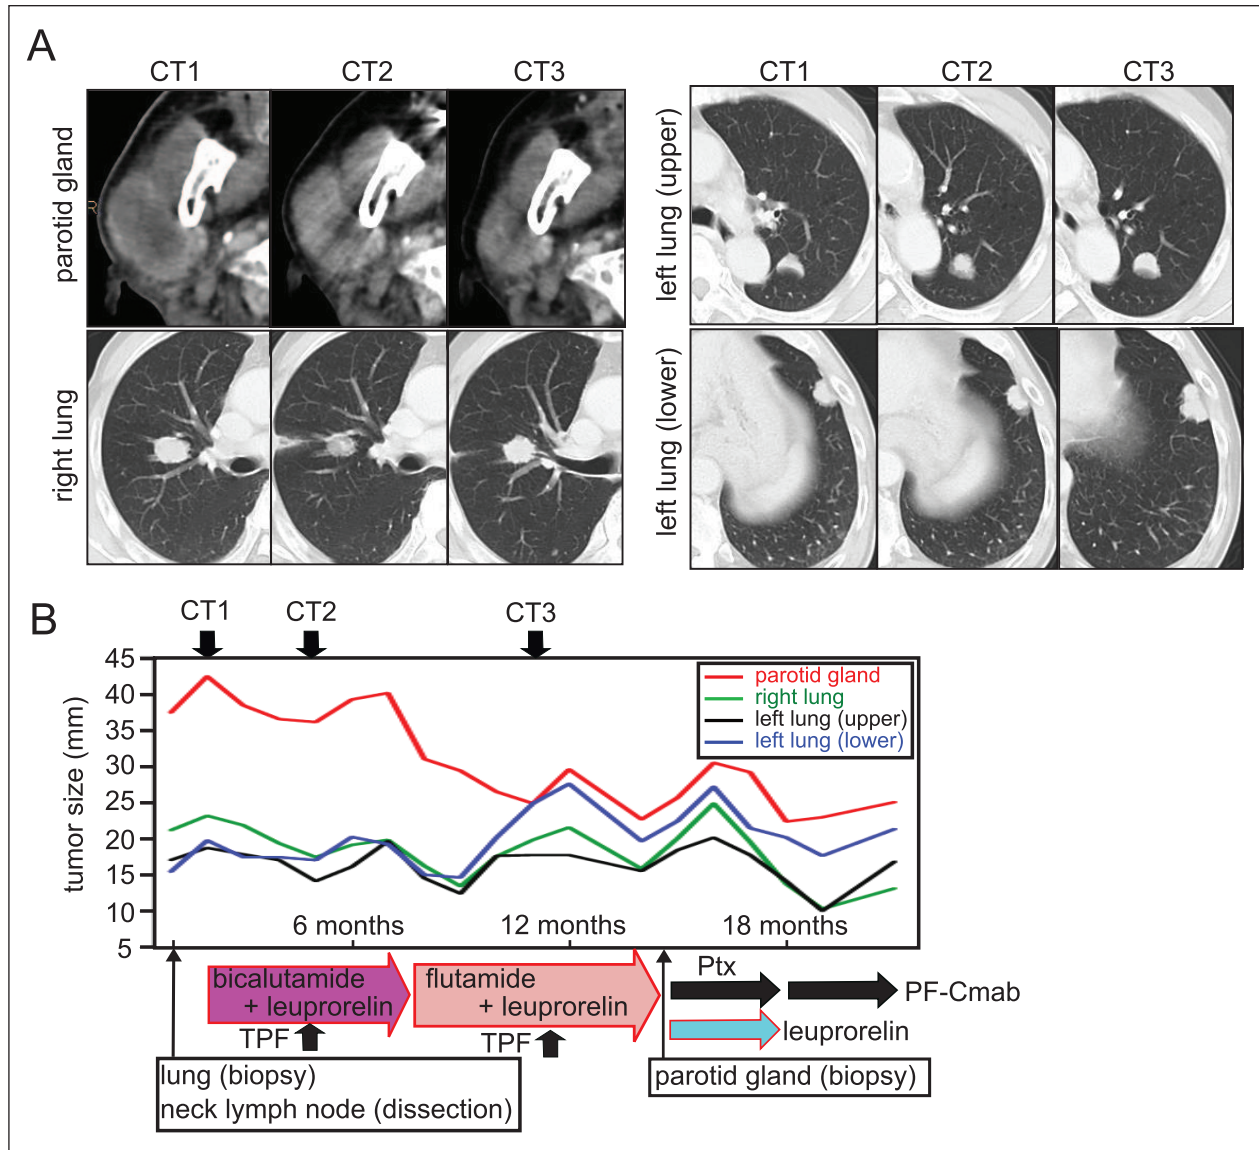 A
CT1 CT2 CT3
parotid gland
R
right lung
CT1 CT2 CT3
left lung (upper)
left lung (lower)
B
CT1 CT2 CT3
tumor size (mm)
45
40
35
30
25
20
15
10
5
parotid gland
right lung
left lung (upper)
left lung (lower)
6 months 12 months 18 months
bicalutamide
+ leuprorelin
flutamide
+ leuprorelin
Ptx
PF-Cmab
leuprorelin
TPF
TPF
lung (biopsy)
neck lymph node (dissection)
parotid gland (biopsy)